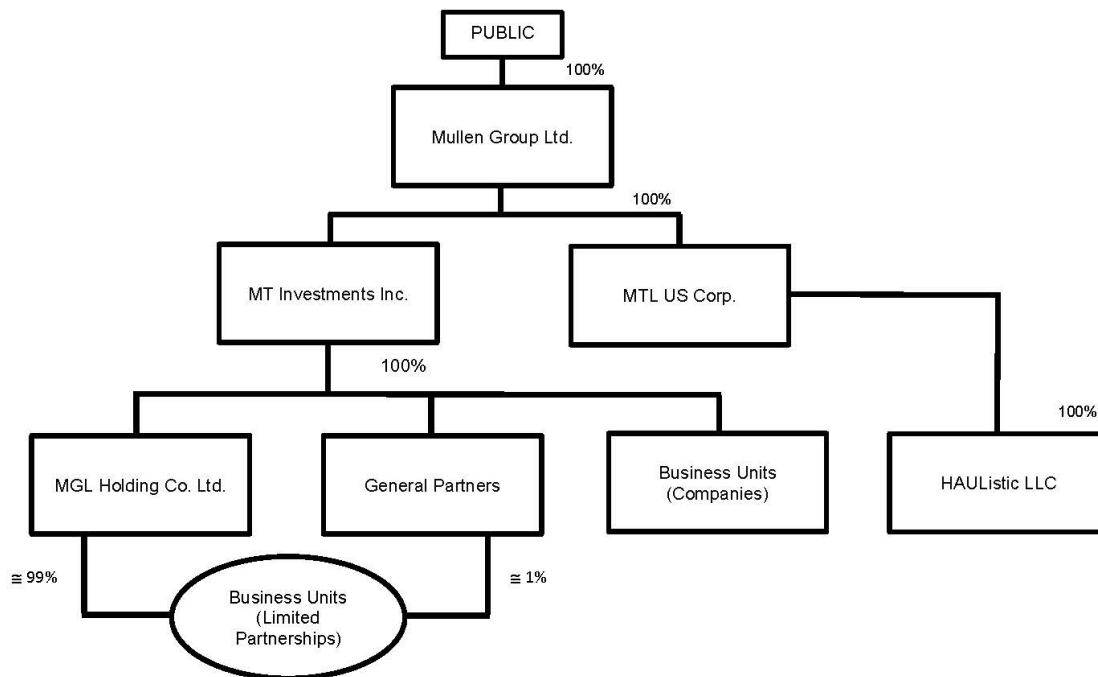 PUBLIC
100%
Mullen Group Ltd.
100%
MT Investments Inc.
MTL US Corp.
100%
100%
MGL Holding Co. Ltd.
General Partners
Business Units
(Companies)
HAUListic LLC
≅ 99%
≅ 1%
Business Units
(Limited
Partnerships)